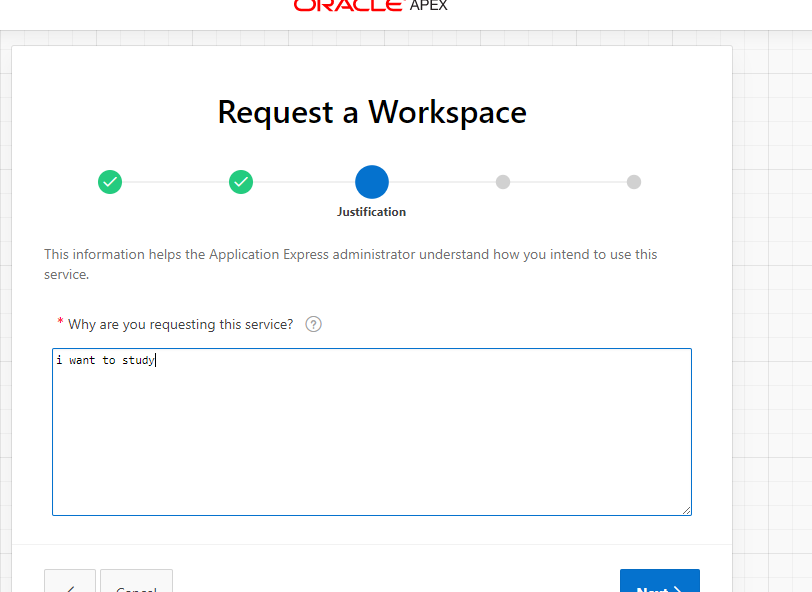 ORACLE APEX
Request a Workspace
Justification
This information helps the Application Express administrator understand how you intend to use this
service.
* Why are you requesting this service? ?
i want to study
Cancel
Next